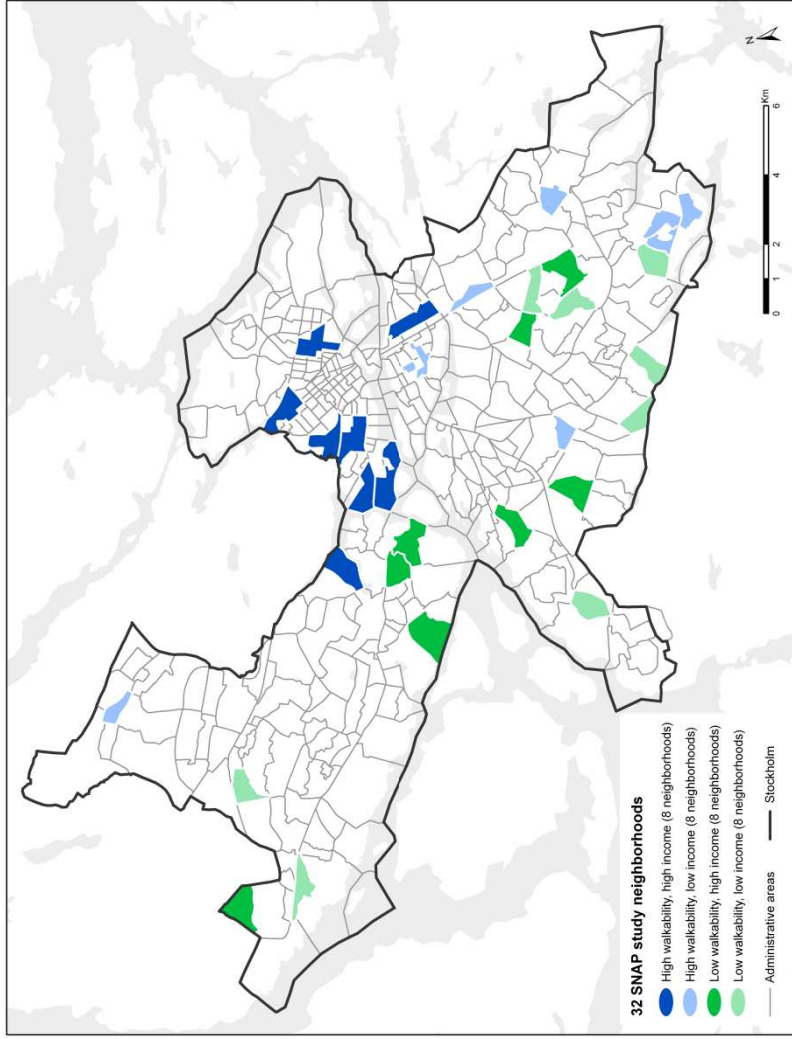 32 SNAP study neighborhoods
High walkability, high income (8 neighborhoods)
High walkability, low income (8 neighborhoods)
Low walkability, high income (8 neighborhoods)
Low walkability, low income (8 neighborhoods)
Administrative areas
Stockholm
0 1 2 4 6
Km
N